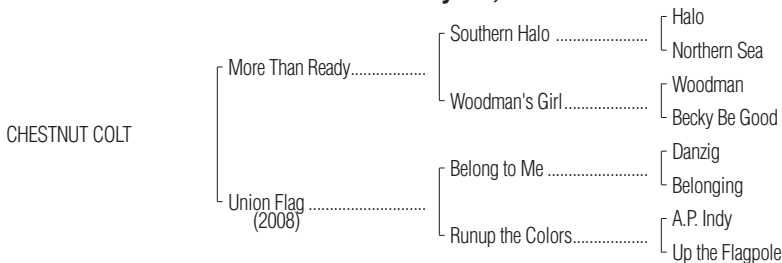 Halo
Southern Halo .....................
Northern Sea
More Than Ready.................
Woodman
Woodman's Girl...................
Becky Be Good
CHESTNUT COLT
Danzig
Belong to Me .......................
Belonging
Union Flag ...........................
(2008)
A.P. Indy
Runup the Colors.................
Up the Flagpole